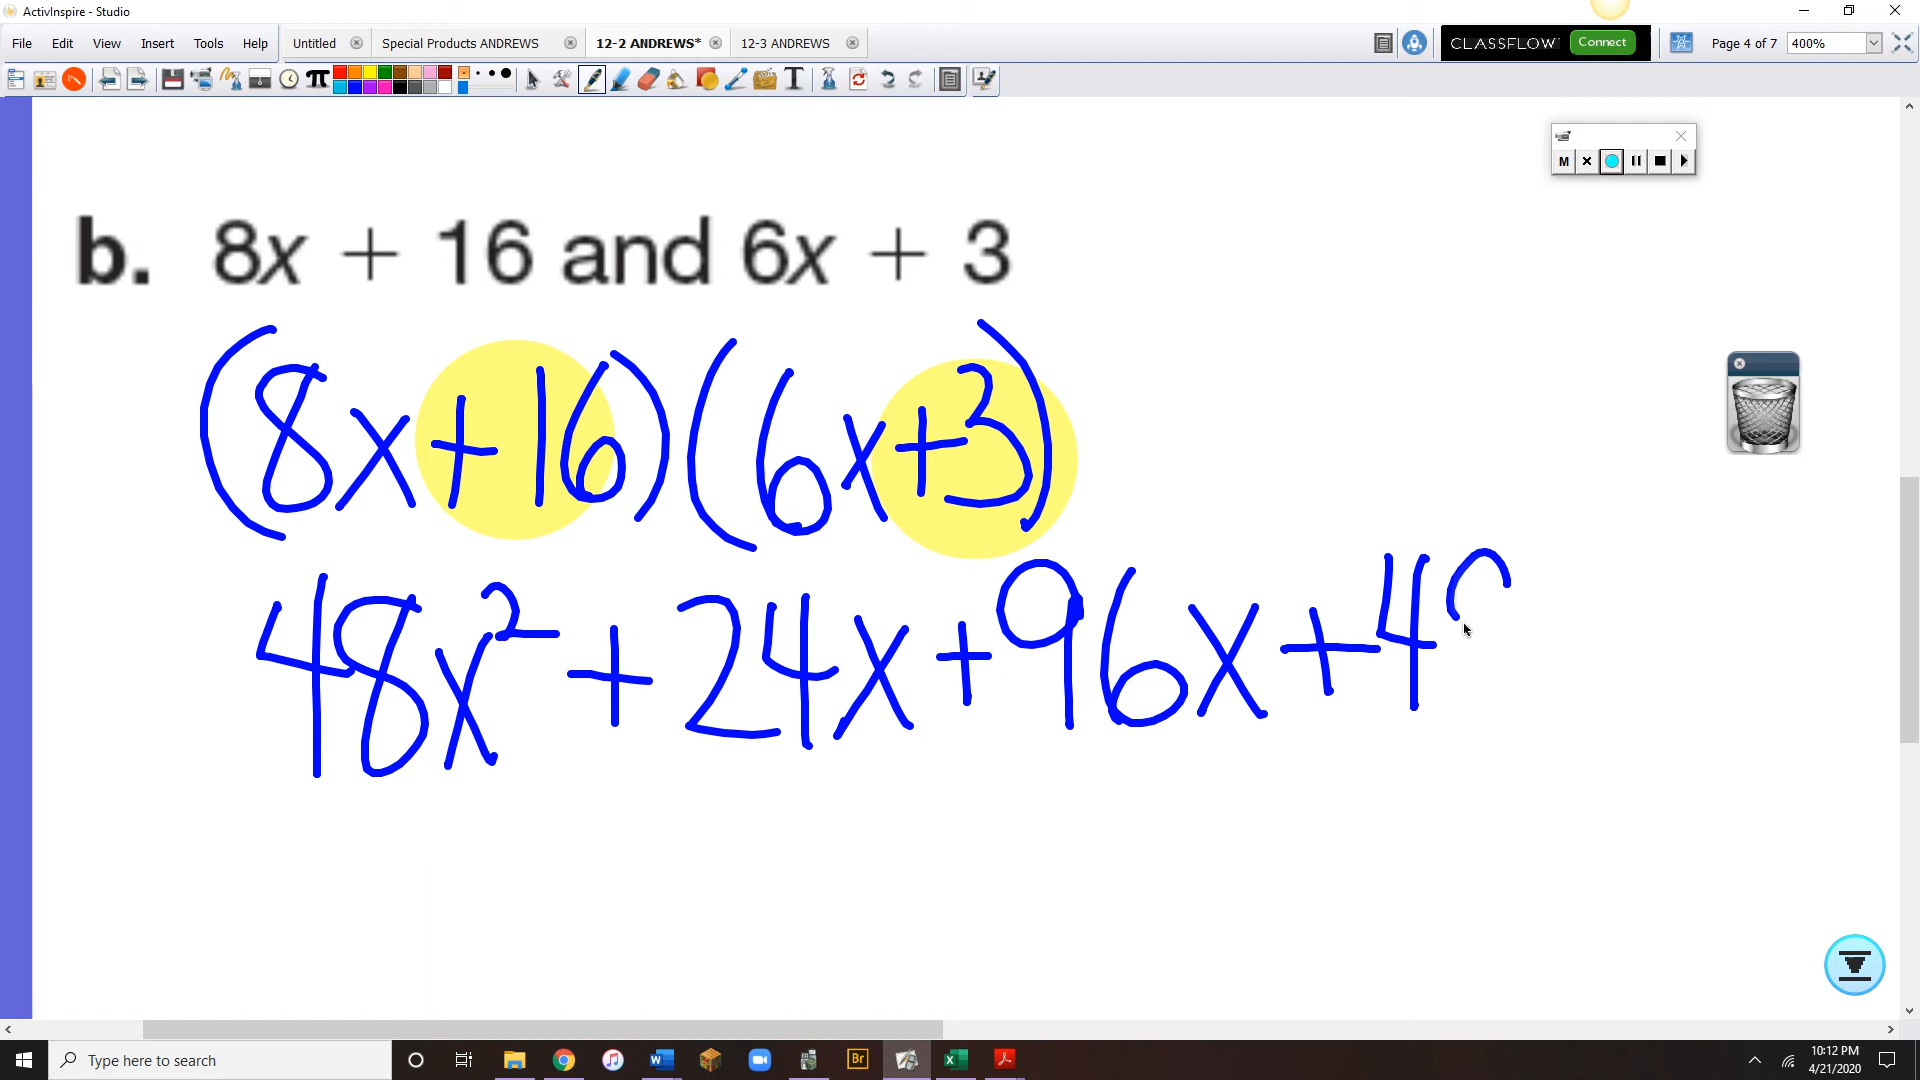 ActivInspire - Studio
File Edit View Insert Tools Help
Untitled
Special Products ANDREWS
12-2 ANDREWS*
12-3 ANDREWS
CLASSFLOW
Connect
Page 4 of 7
400%
M
b. 8x + 16 and 6x + 3
(8x+16)(6x+3)
48x²+24x+96x+4
Type here to search
W
Br
X
10:12 PM
4/21/2020